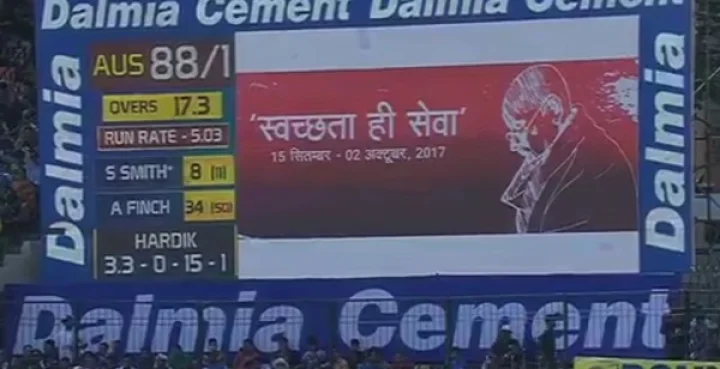 Dalmia Cement Dalmia Cement
Dalmia
AUS 88/1
OVERS 17.3
RUN RATE - 5.03
S SMITH* 8 (11)
A FINCH 34 (50)
HARDIK
3.3 - 0 - 15 - 1
'स्वच्छता ही सेवा'
15 सितम्बर - 02 अक्टूबर, 2017
Dalmia
Dalmia Cement